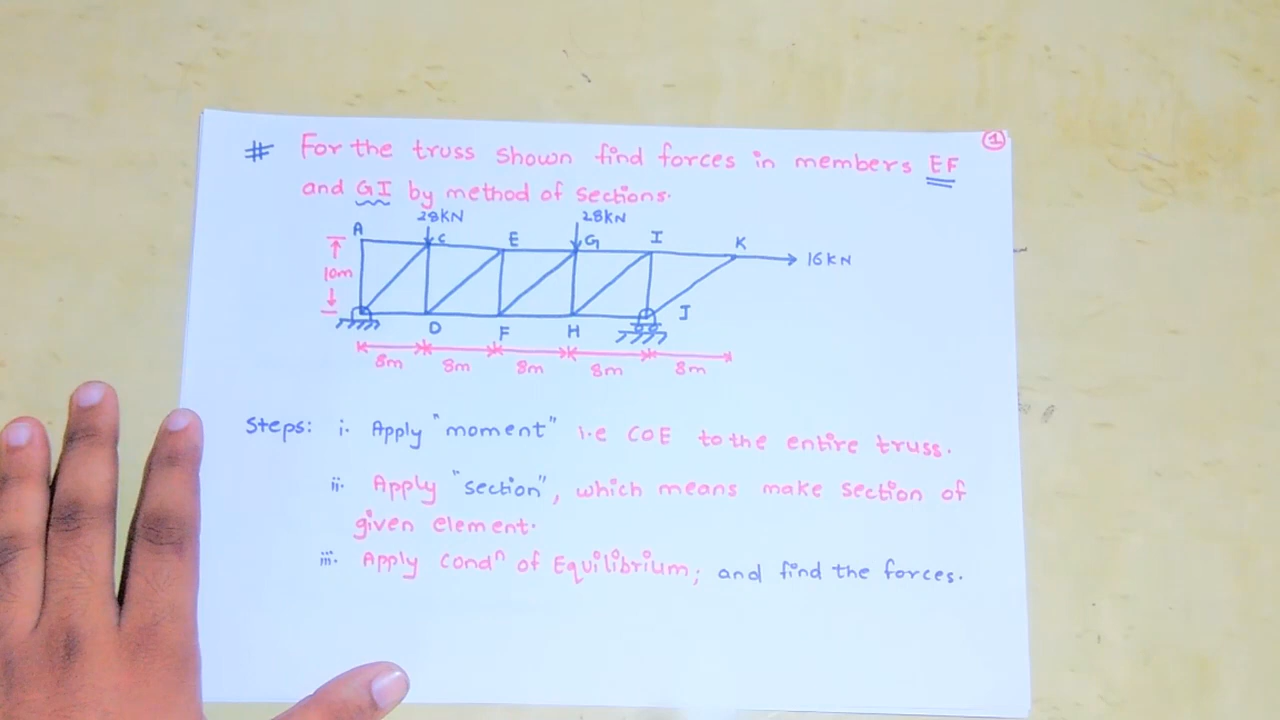 ①
# For the truss shown find forces in members EF
and GI by method of sections.
28KN 28KN
A C E G I K
16KN
10m
J
D F H
8m 8m 8m 8m 8m
Steps: i. Apply "moment" i.e COE to the entire truss.
ii. Apply "section", which means make section of
given element.
iii. Apply condⁿ of Equilibrium; and find the forces.